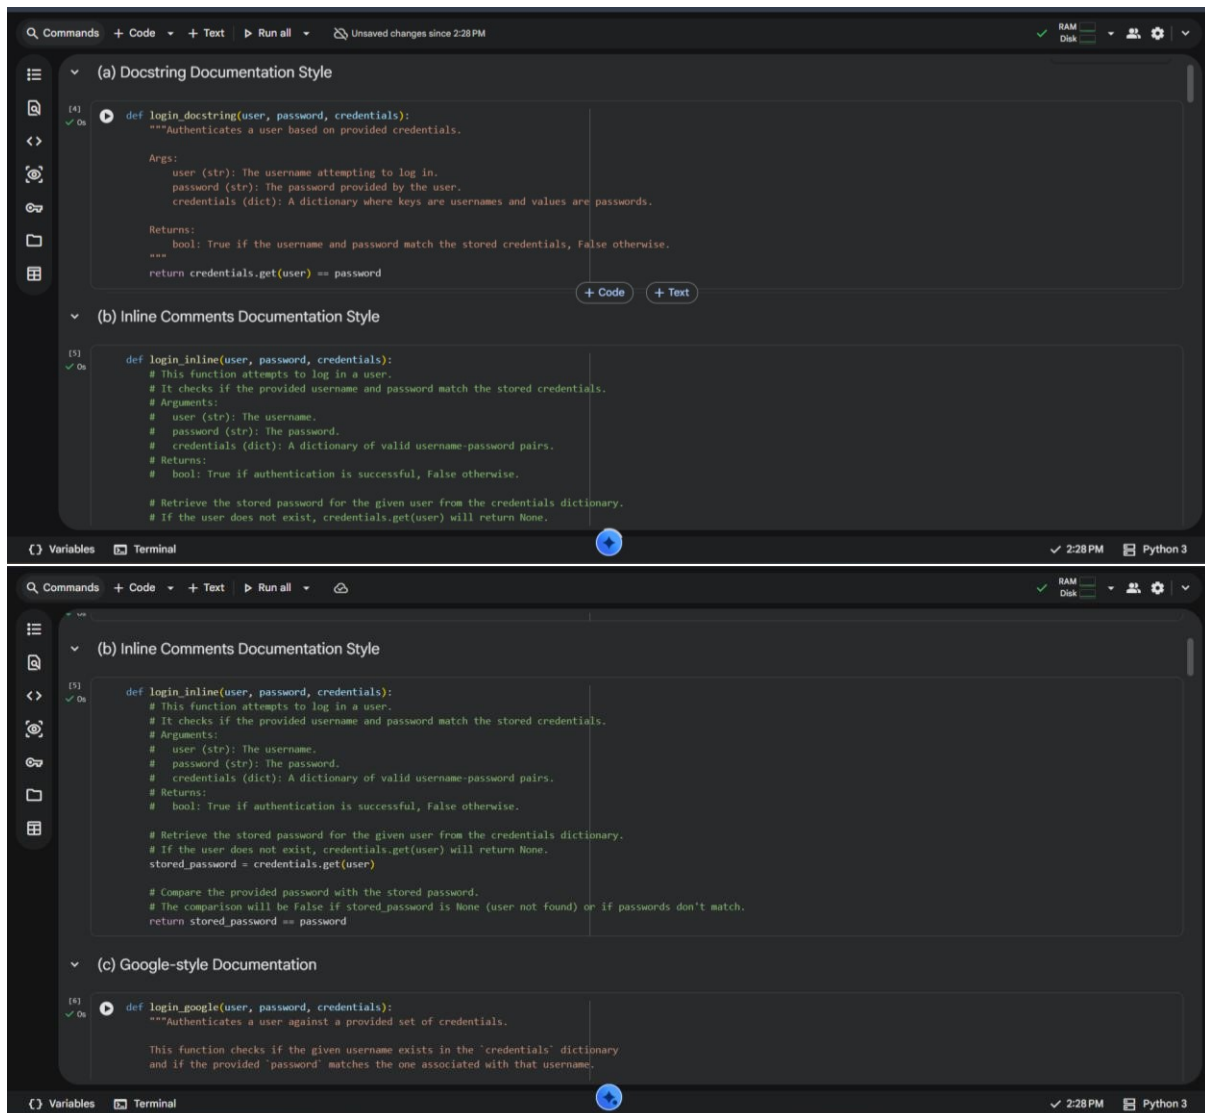 Commands + Code + Text Run all Unsaved changes since 2:28 PM RAM Disk
(a) Docstring Documentation Style
[4]
0s
def login_docstring(user, password, credentials):
"""Authenticates a user based on provided credentials.
Args:
user (str): The username attempting to log in.
password (str): The password provided by the user.
credentials (dict): A dictionary where keys are usernames and values are passwords.
Returns:
bool: True if the username and password match the stored credentials, False otherwise.
"""
return credentials.get(user) == password
+ Code + Text
(b) Inline Comments Documentation Style
[5]
0s
def login_inline(user, password, credentials):
# This function attempts to log in a user.
# It checks if the provided username and password match the stored credentials.
# Arguments:
#   user (str): The username.
#   password (str): The password.
#   credentials (dict): A dictionary of valid username-password pairs.
# Returns:
#   bool: True if authentication is successful, False otherwise.
# Retrieve the stored password for the given user from the credentials dictionary.
# If the user does not exist, credentials.get(user) will return None.
{} Variables Terminal 2:28 PM Python 3
Commands + Code + Text Run all RAM Disk
(b) Inline Comments Documentation Style
[5]
0s
def login_inline(user, password, credentials):
# This function attempts to log in a user.
# It checks if the provided username and password match the stored credentials.
# Arguments:
#   user (str): The username.
#   password (str): The password.
#   credentials (dict): A dictionary of valid username-password pairs.
# Returns:
#   bool: True if authentication is successful, False otherwise.
# Retrieve the stored password for the given user from the credentials dictionary.
# If the user does not exist, credentials.get(user) will return None.
stored_password = credentials.get(user)
# Compare the provided password with the stored password.
# The comparison will be False if stored_password is None (user not found) or if passwords don't match.
return stored_password == password
(c) Google-style Documentation
[6]
0s
def login_google(user, password, credentials):
"""Authenticates a user against a provided set of credentials.
This function checks if the given username exists in the `credentials` dictionary
and if the provided `password` matches the one associated with that username.
{} Variables Terminal 2:28 PM Python 3